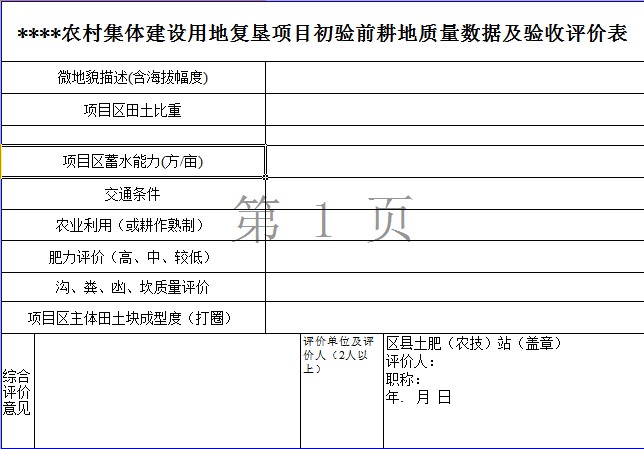 ****农村集体建设用地复垦项目初验前耕地质量数据及验收评价表
微地貌描述(含海拔幅度)
项目区田土比重
项目区蓄水能力(方/亩)
交通条件
第 1 页
农业利用（或耕作熟制）
肥力评价（高、中、较低）
沟、粪、凼、坎质量评价
项目区主体田土块成型度（打圈）
综合
评价
意见
评价单位及评
价人（2人以
上）
区县土肥（农技）站（盖章）
评价人：
职称：
年. 月 日